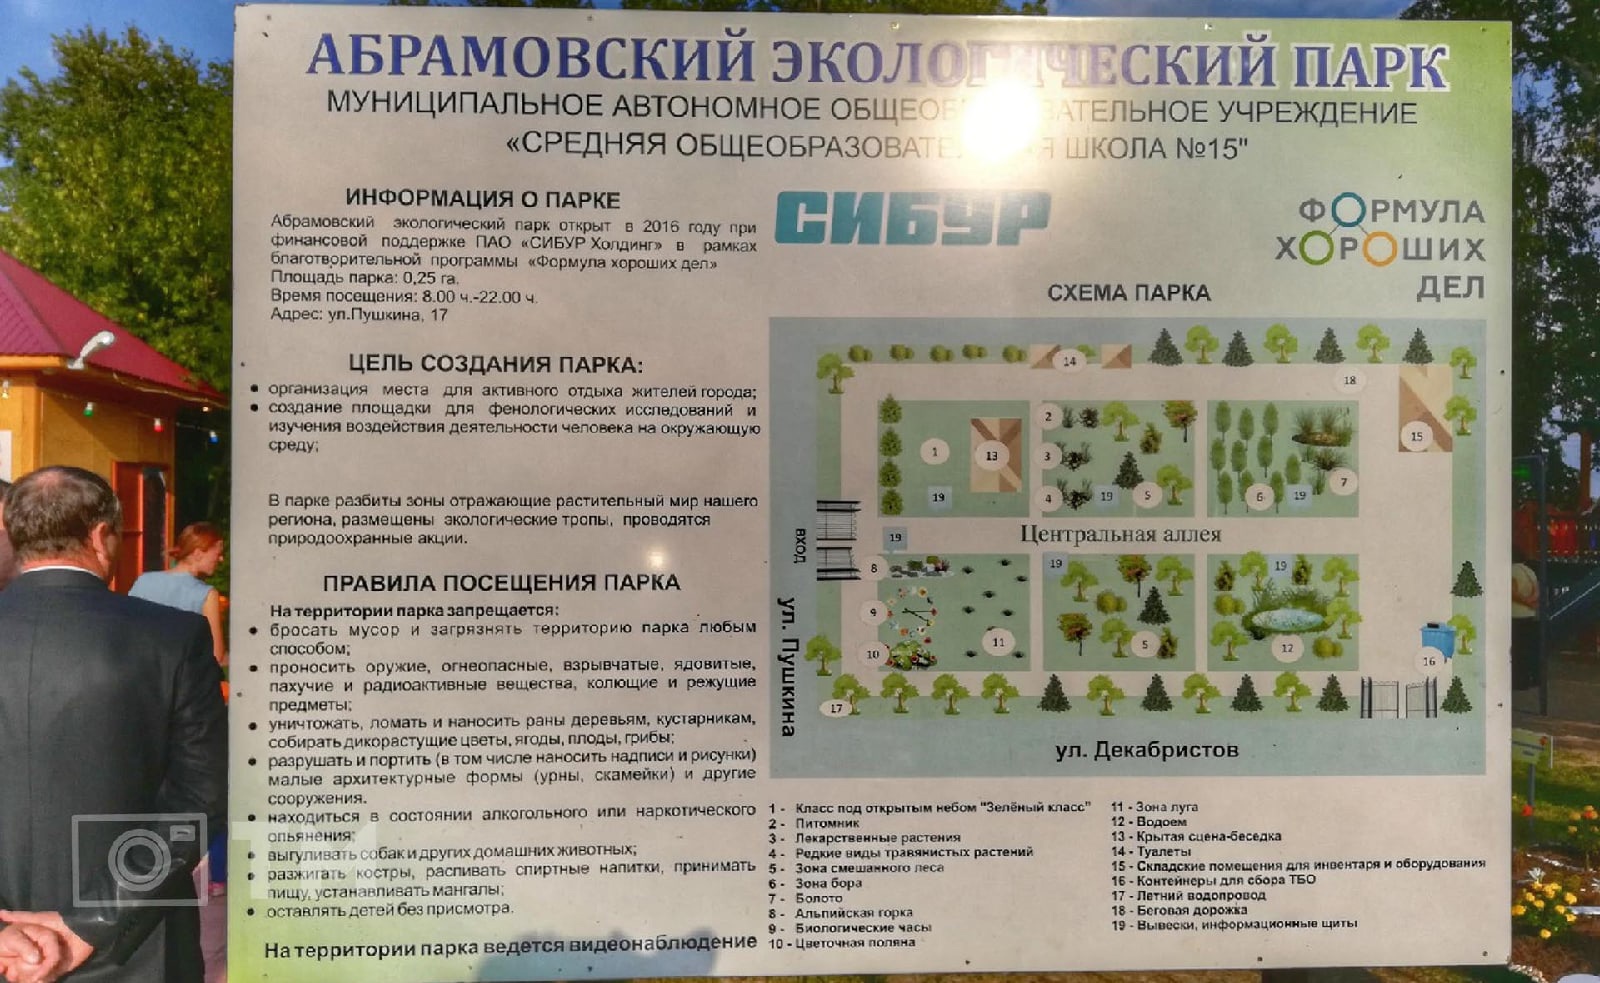 АБРАМОВСКИЙ ЭКОЛОГИЧЕСКИЙ ПАРК
МУНИЦИПАЛЬНОЕ АВТОНОМНОЕ ОБЩЕОБРАЗОВАТЕЛЬНОЕ УЧРЕЖДЕНИЕ
«СРЕДНЯЯ ОБЩЕОБРАЗОВАТЕЛЬНАЯ ШКОЛА №15"
ИНФОРМАЦИЯ О ПАРКЕ
Абрамовский экологический парк открыт в 2016 году при
финансовой поддержке ПАО «СИБУР Холдинг» в рамках
благотворительной программы «Формула хороших дел»
Площадь парка: 0,25 га.
Время посещения: 8.00 ч.-22.00 ч.
Адрес: ул.Пушкина, 17
ЦЕЛЬ СОЗДАНИЯ ПАРКА:
• организация места для активного отдыха жителей города;
• создание площадки для фенологических исследований и
изучения воздействия деятельности человека на окружающую
среду;
В парке разбиты зоны отражающие растительный мир нашего
региона, размещены экологические тропы, проводятся
природоохранные акции.
ПРАВИЛА ПОСЕЩЕНИЯ ПАРКА
На территории парка запрещается:
• бросать мусор и загрязнять территорию парка любым
способом;
• проносить оружие, огнеопасные, взрывчатые, ядовитые,
пахучие и радиоактивные вещества, колющие и режущие
предметы;
• уничтожать, ломать и наносить раны деревьям, кустарникам,
собирать дикорастущие цветы, ягоды, плоды, грибы;
• разрушать и портить (в том числе наносить надписи и рисунки)
малые архитектурные формы (урны, скамейки) и другие
сооружения.
• находиться в состоянии алкогольного или наркотического
опьянения;
• выгуливать собак и других домашних животных;
• разжигать костры, распивать спиртные напитки, принимать
пищу, устанавливать мангалы;
• оставлять детей без присмотра.
На территории парка ведется видеонаблюдение
СИБУР
ФОРМУЛА
ХОРОШИХ
ДЕЛ
СХЕМА ПАРКА
14
18
2
1
13
3
15
19
4
19
5
6
19
7
Центральная аллея
вход
19
8
19
19
9
10
11
5
12
16
17
ул. Пушкина
ул. Декабристов
1 - Класс под открытым небом "Зелёный класс"
2 - Питомник
3 - Лекарственные растения
4 - Редкие виды травянистых растений
5 - Зона смешанного леса
6 - Зона бора
7 - Болото
8 - Альпийская горка
9 - Биологические часы
10 - Цветочная поляна
11 - Зона луга
12 - Водоем
13 - Крытая сцена-беседка
14 - Туалеты
15 - Складские помещения для инвентаря и оборудования
16 - Контейнеры для сбора ТБО
17 - Летний водопровод
18 - Беговая дорожка
19 - Вывески, информационные щиты